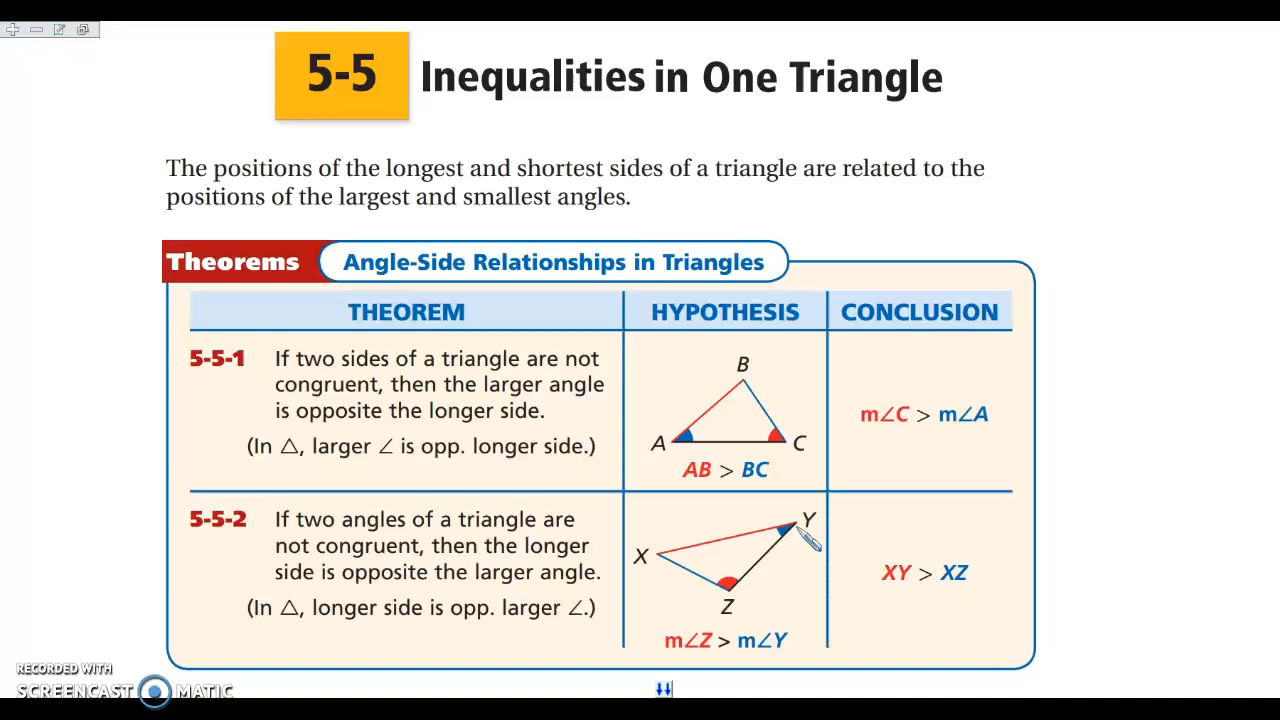 5-5 Inequalities in One Triangle
The positions of the longest and shortest sides of a triangle are related to the
positions of the largest and smallest angles.
Theorems Angle-Side Relationships in Triangles
THEOREM HYPOTHESIS CONCLUSION
5-5-1 If two sides of a triangle are not
congruent, then the larger angle
is opposite the longer side.
(In △, larger ∠ is opp. longer side.)
B
A
C
AB > BC
m∠C > m∠A
5-5-2 If two angles of a triangle are
not congruent, then the longer
side is opposite the larger angle.
(In △, longer side is opp. larger ∠.)
Y
X
Z
m∠Z > m∠Y
XY > XZ
RECORDED WITH
SCREENCAST MATIC